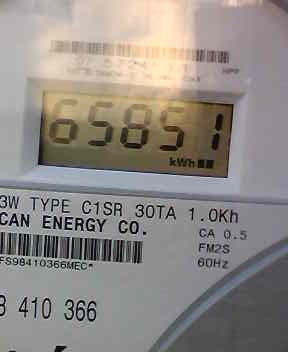 65851
kWh
3W TYPE C1SR 30TA 1.0Kh
CAN ENERGY CO.
CA 0.5
FM2S
FS98410366MEC*
60Hz
410 366